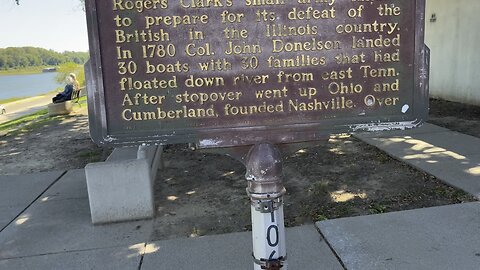 Rogers Clark's small army
to prepare for its defeat of the
British in the Illinois country.
In 1780 Col. John Donelson landed
30 boats with 30 families that had
floated down river from east Tenn.
After stopover went up Ohio and
Cumberland, founded Nashville. Over
106